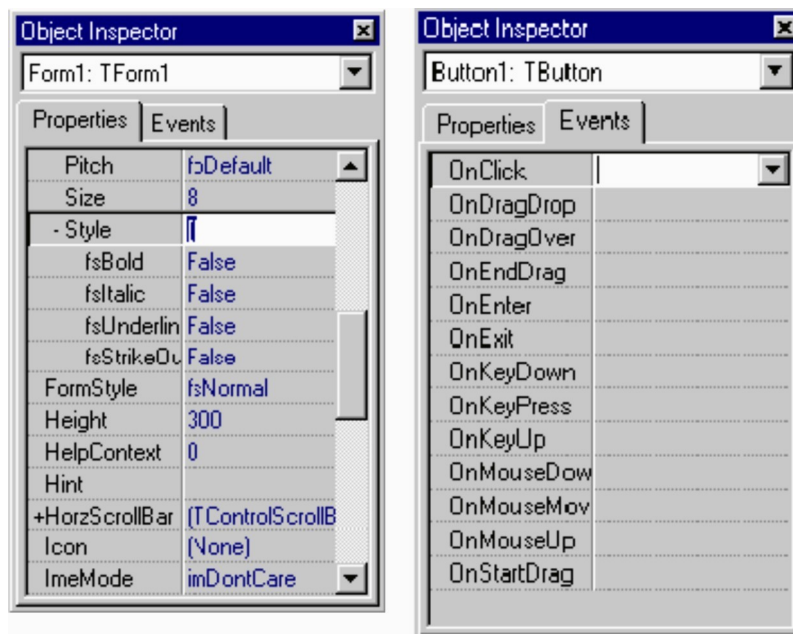 Object Inspector
Form1: TForm1
Properties Events
Pitch fpDefault
Size 8
- Style []
fsBold False
fsItalic False
fsUnderlin False
fsStrikeOu False
FormStyle fsNormal
Height 300
HelpContext 0
Hint
+HorzScrollBar (TControlScrollB
Icon (None)
ImeMode imDontCare
Object Inspector
Button1: TButton
Properties Events
OnClick
OnDragDrop
OnDragOver
OnEndDrag
OnEnter
OnExit
OnKeyDown
OnKeyPress
OnKeyUp
OnMouseDow
OnMouseMov
OnMouseUp
OnStartDrag